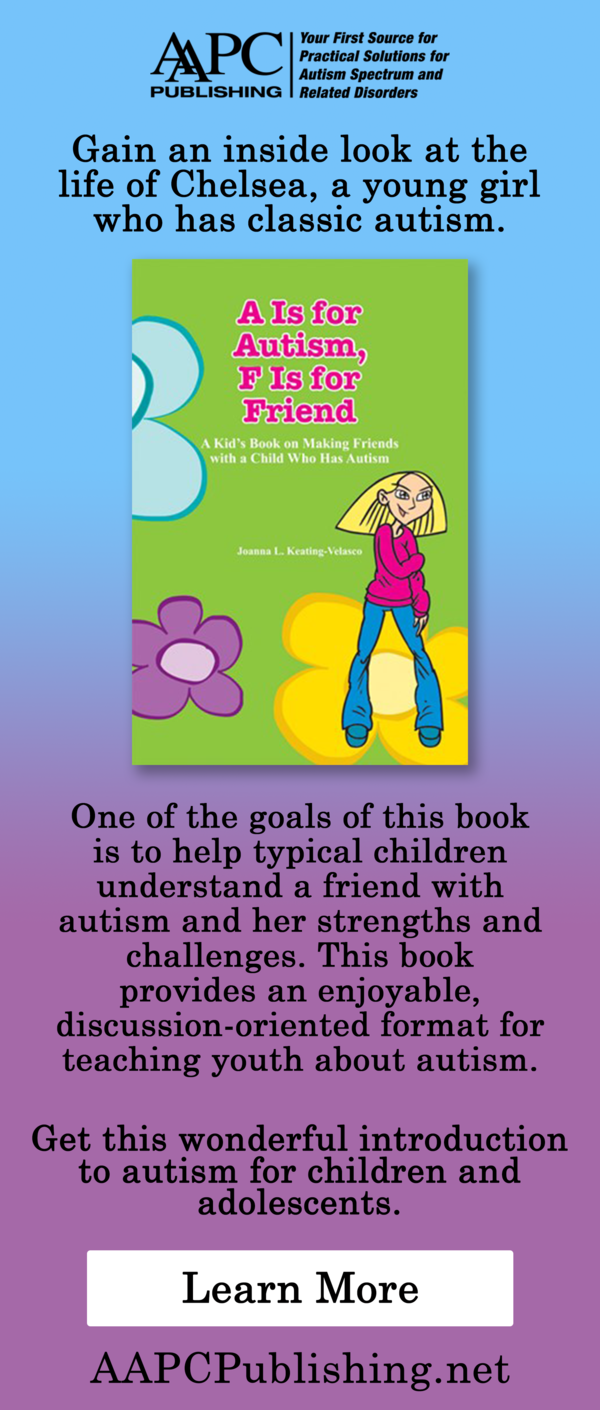 AAPC
PUBLISHING
Your First Source for
Practical Solutions for
Autism Spectrum and
Related Disorders
Gain an inside look at the
life of Chelsea, a young girl
who has classic autism.
A Is for
Autism,
F Is for
Friend
A Kid's Book on Making Friends
with a Child Who Has Autism
Joanna L. Keating-Velasco
One of the goals of this book
is to help typical children
understand a friend with
autism and her strengths and
challenges. This book
provides an enjoyable,
discussion-oriented format for
teaching youth about autism.
Get this wonderful introduction
to autism for children and
adolescents.
Learn More
AAPCPublishing.net